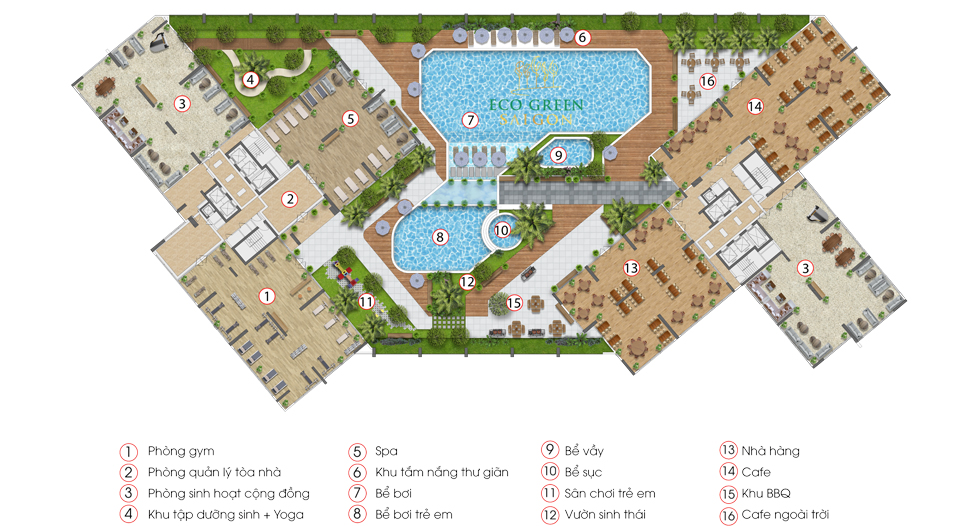 6
16
4
3
14
5
ECO GREEN
SAIGON
7
9
2
8
10
13
3
12
1
11
15
1 Phòng gym
2 Phòng quản lý tòa nhà
3 Phòng sinh hoạt cộng đồng
4 Khu tập dưỡng sinh + Yoga
5 Spa
6 Khu tắm nắng thư giãn
7 Bể bơi
8 Bể bơi trẻ em
9 Bể vầy
10 Bể sục
11 Sân chơi trẻ em
12 Vườn sinh thái
13 Nhà hàng
14 Cafe
15 Khu BBQ
16 Cafe ngoài trời